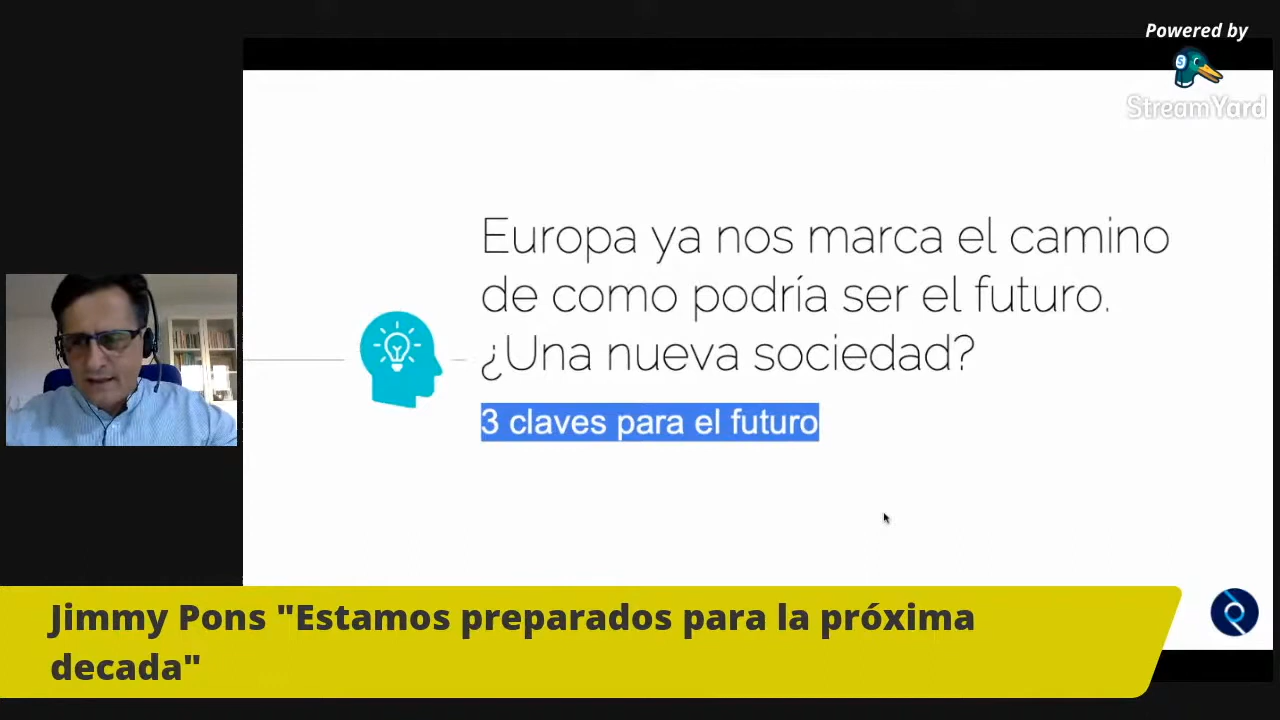 Powered by
StreamYard
Europa ya nos marca el camino
de como podría ser el futuro.
¿Una nueva sociedad?
3 claves para el futuro
Jimmy Pons "Estamos preparados para la próxima
decada"